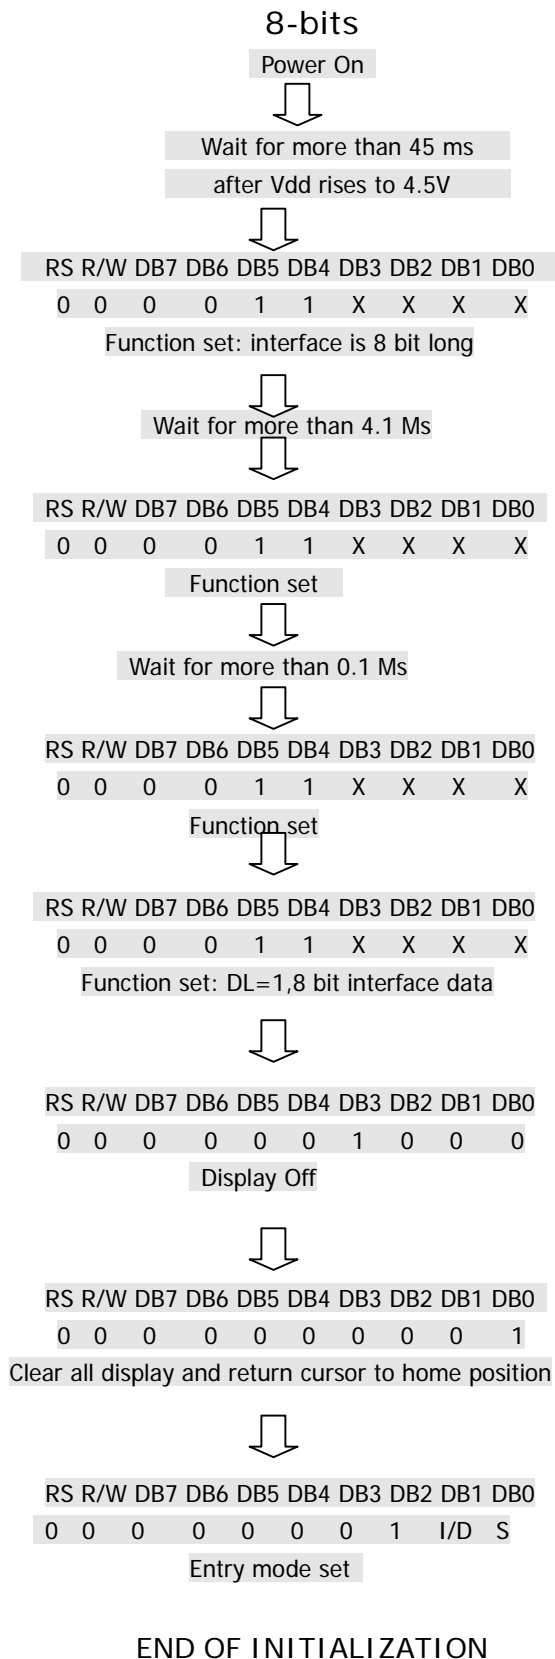 8-bits
Power On
Wait for more than 45 ms
after Vdd rises to 4.5V
RS R/W DB7 DB6 DB5 DB4 DB3 DB2 DB1 DB0
0 0 0 0 1 1 X X X X
Function set: interface is 8 bit long
Wait for more than 4.1 Ms
RS R/W DB7 DB6 DB5 DB4 DB3 DB2 DB1 DB0
0 0 0 0 1 1 X X X X
Function set
Wait for more than 0.1 Ms
RS R/W DB7 DB6 DB5 DB4 DB3 DB2 DB1 DB0
0 0 0 0 1 1 X X X X
Function set
RS R/W DB7 DB6 DB5 DB4 DB3 DB2 DB1 DB0
0 0 0 0 1 1 X X X X
Function set: DL=1,8 bit interface data
RS R/W DB7 DB6 DB5 DB4 DB3 DB2 DB1 DB0
0 0 0 0 0 0 1 0 0 0
Display Off
RS R/W DB7 DB6 DB5 DB4 DB3 DB2 DB1 DB0
0 0 0 0 0 0 0 0 0 1
Clear all display and return cursor to home position
RS R/W DB7 DB6 DB5 DB4 DB3 DB2 DB1 DB0
0 0 0 0 0 0 0 1 I/D S
Entry mode set
END OF INITIALIZATION